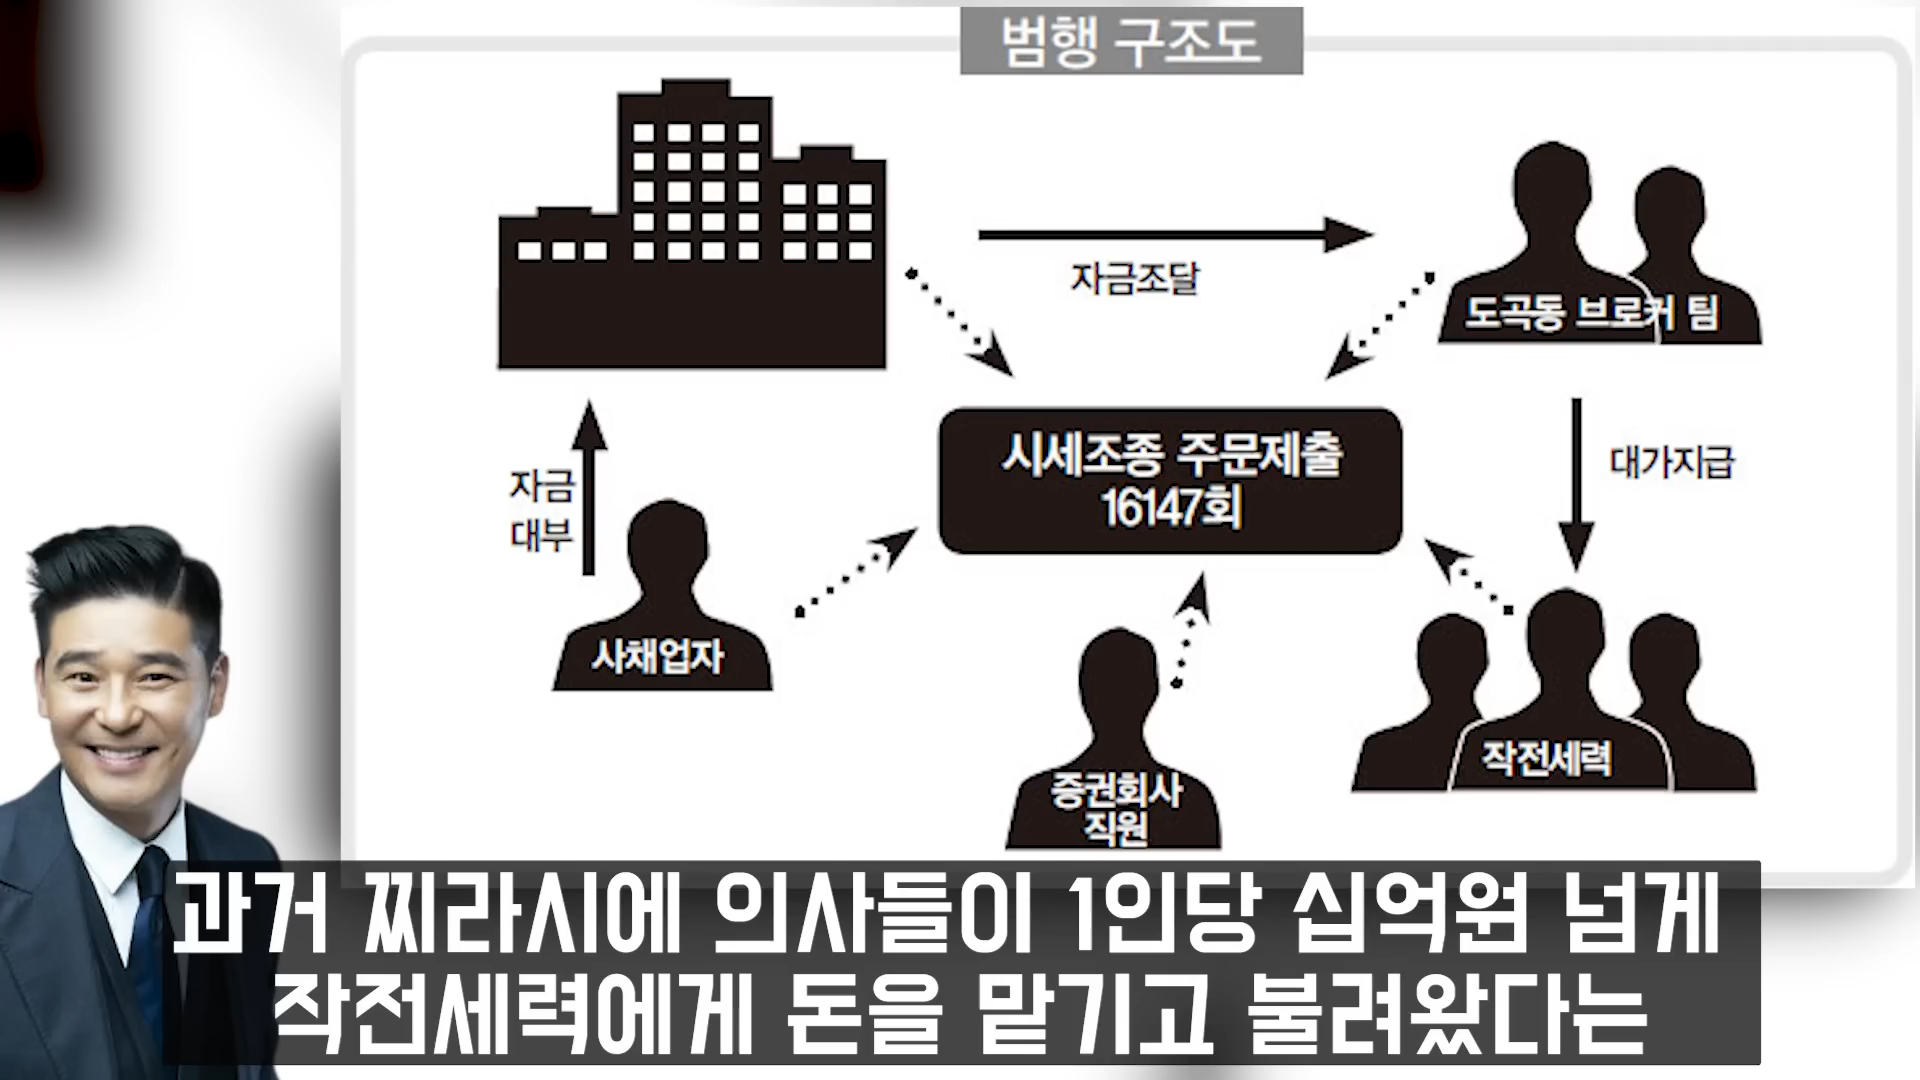 범행 구조도
자금조달
도곡동 브로커 팀
시세조종 주문제출
16147회
대가지급
자금
대부
사채업자
증권회사
직원
작전세력
과거 찌라시에 의사들이 1인당 십억원 넘게
작전세력에게 돈을 맡기고 불려왔다는